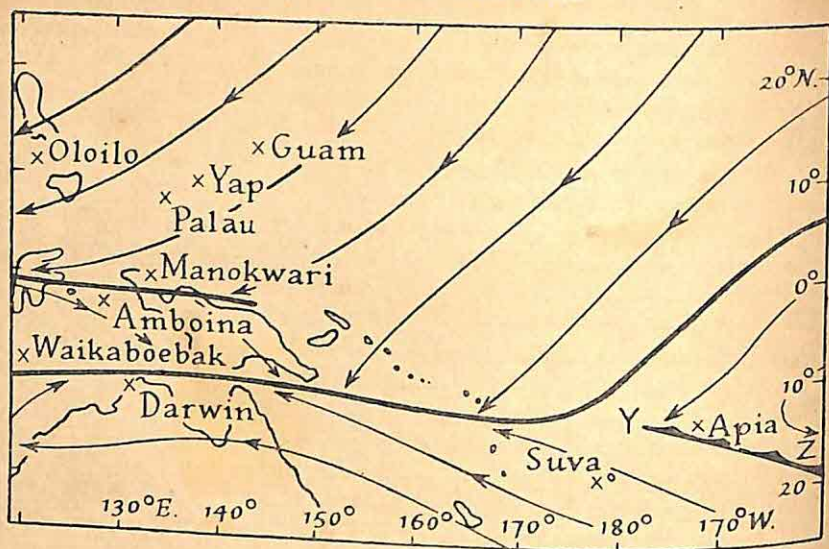 20°N.
×Guam
×Oloilo
×Yap
10°
Palau
×Manokwari
0°
Amboina
×Waikaboebak
10°
Darwin
Y
×Apia
Z
Suva
20
130°E.
140°
150°
160°
170°
180°
170°W.